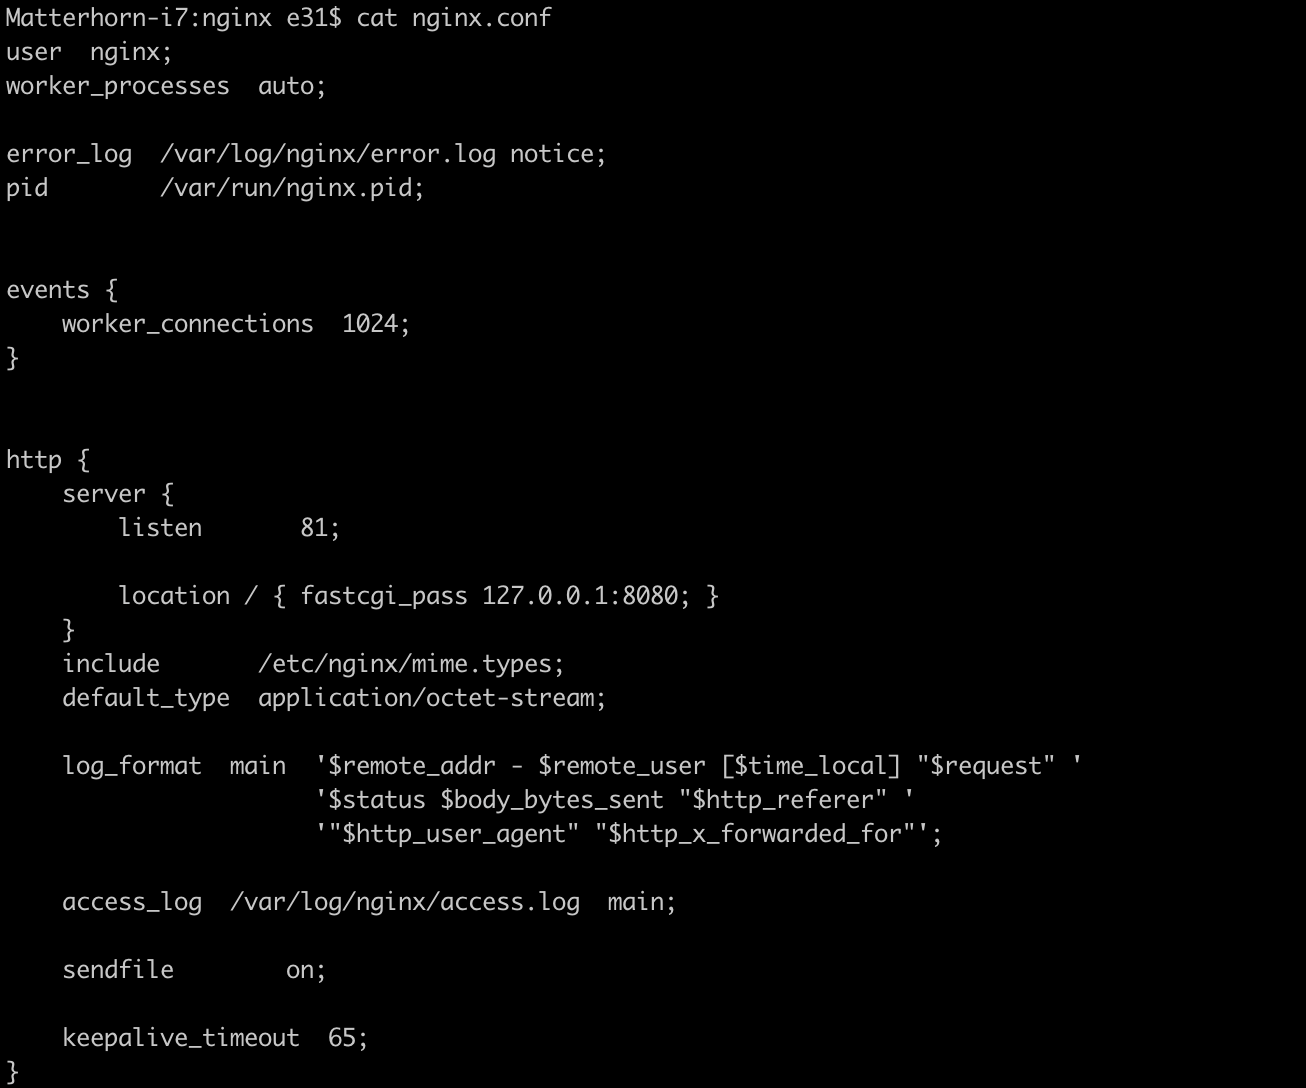 Matterhorn-i7:nginx e31$ cat nginx.conf
user  nginx;
worker_processes  auto;

error_log  /var/log/nginx/error.log notice;
pid        /var/run/nginx.pid;


events {
    worker_connections  1024;
}


http {
    server {
        listen       81;

        location / { fastcgi_pass 127.0.0.1:8080; }
    }
    include       /etc/nginx/mime.types;
    default_type  application/octet-stream;

    log_format  main  '$remote_addr - $remote_user [$time_local] "$request" '
                      '$status $body_bytes_sent "$http_referer" '
                      '"$http_user_agent" "$http_x_forwarded_for"';

    access_log  /var/log/nginx/access.log  main;

    sendfile        on;

    keepalive_timeout  65;
}